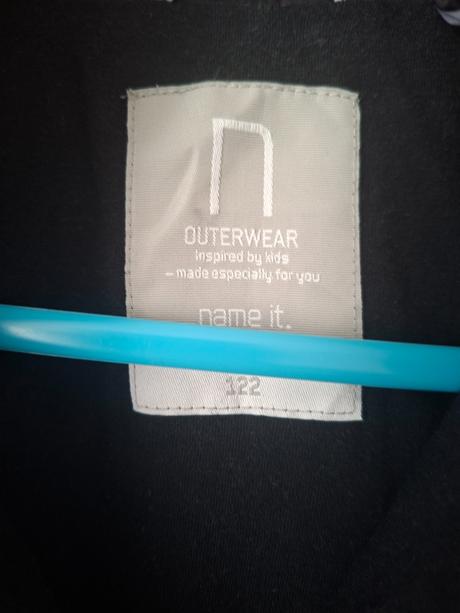 n
OUTERWEAR
Inspired by kids
– made especially for you
name it.
122